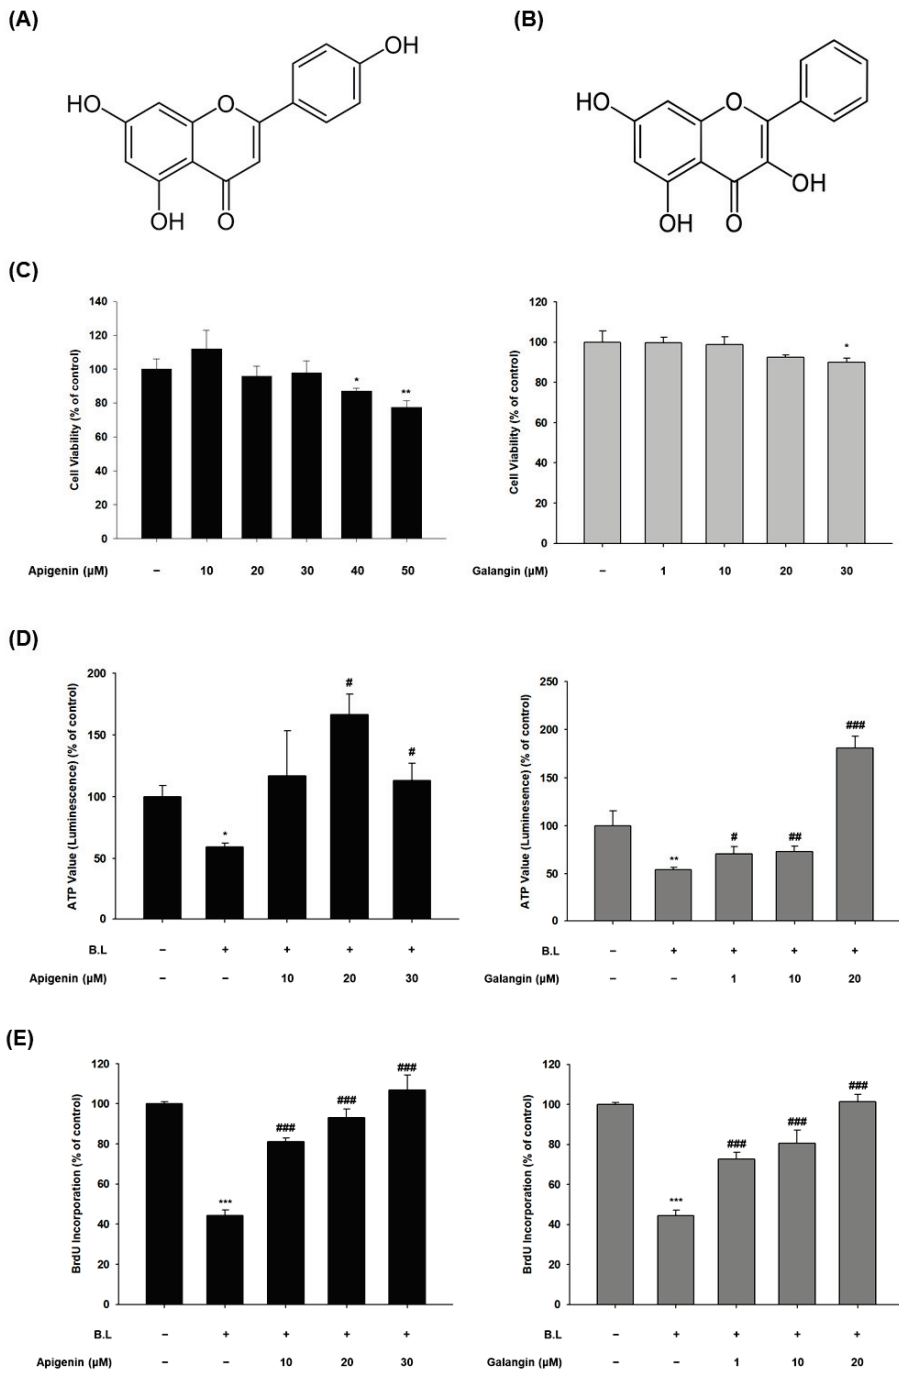 (A)
(B)
OH
HO
O
OH
O
HO
O
OH
OH
O
(C)
Cell Viability (% of control)
140
120
100
80
60
40
20
0
*
**
Apigenin (µM)
– 10 20 30 40 50
Cell Viability (% of control)
120
100
80
60
40
20
0
*
Galangin (µM)
– 1 10 20 30
(D)
ATP Value (Luminescence) (% of control)
200
150
100
50
0
*
#
#
B.L
– + + + +
Apigenin (µM)
– – 10 20 30
ATP Value (Luminesence) (% of control)
250
200
150
100
50
0
**
#
##
###
B.L
– + + + +
Galangin (µM)
– – 1 10 20
(E)
BrdU Incorporation (% of control)
120
100
80
60
40
20
0
***
###
###
###
B.L
– + + + +
Apigenin (µM)
– – 10 20 30
BrdU Incorporation (% of control)
120
100
80
60
40
20
0
***
###
###
###
B.L
– + + + +
Galangin (µM)
– – 1 10 20